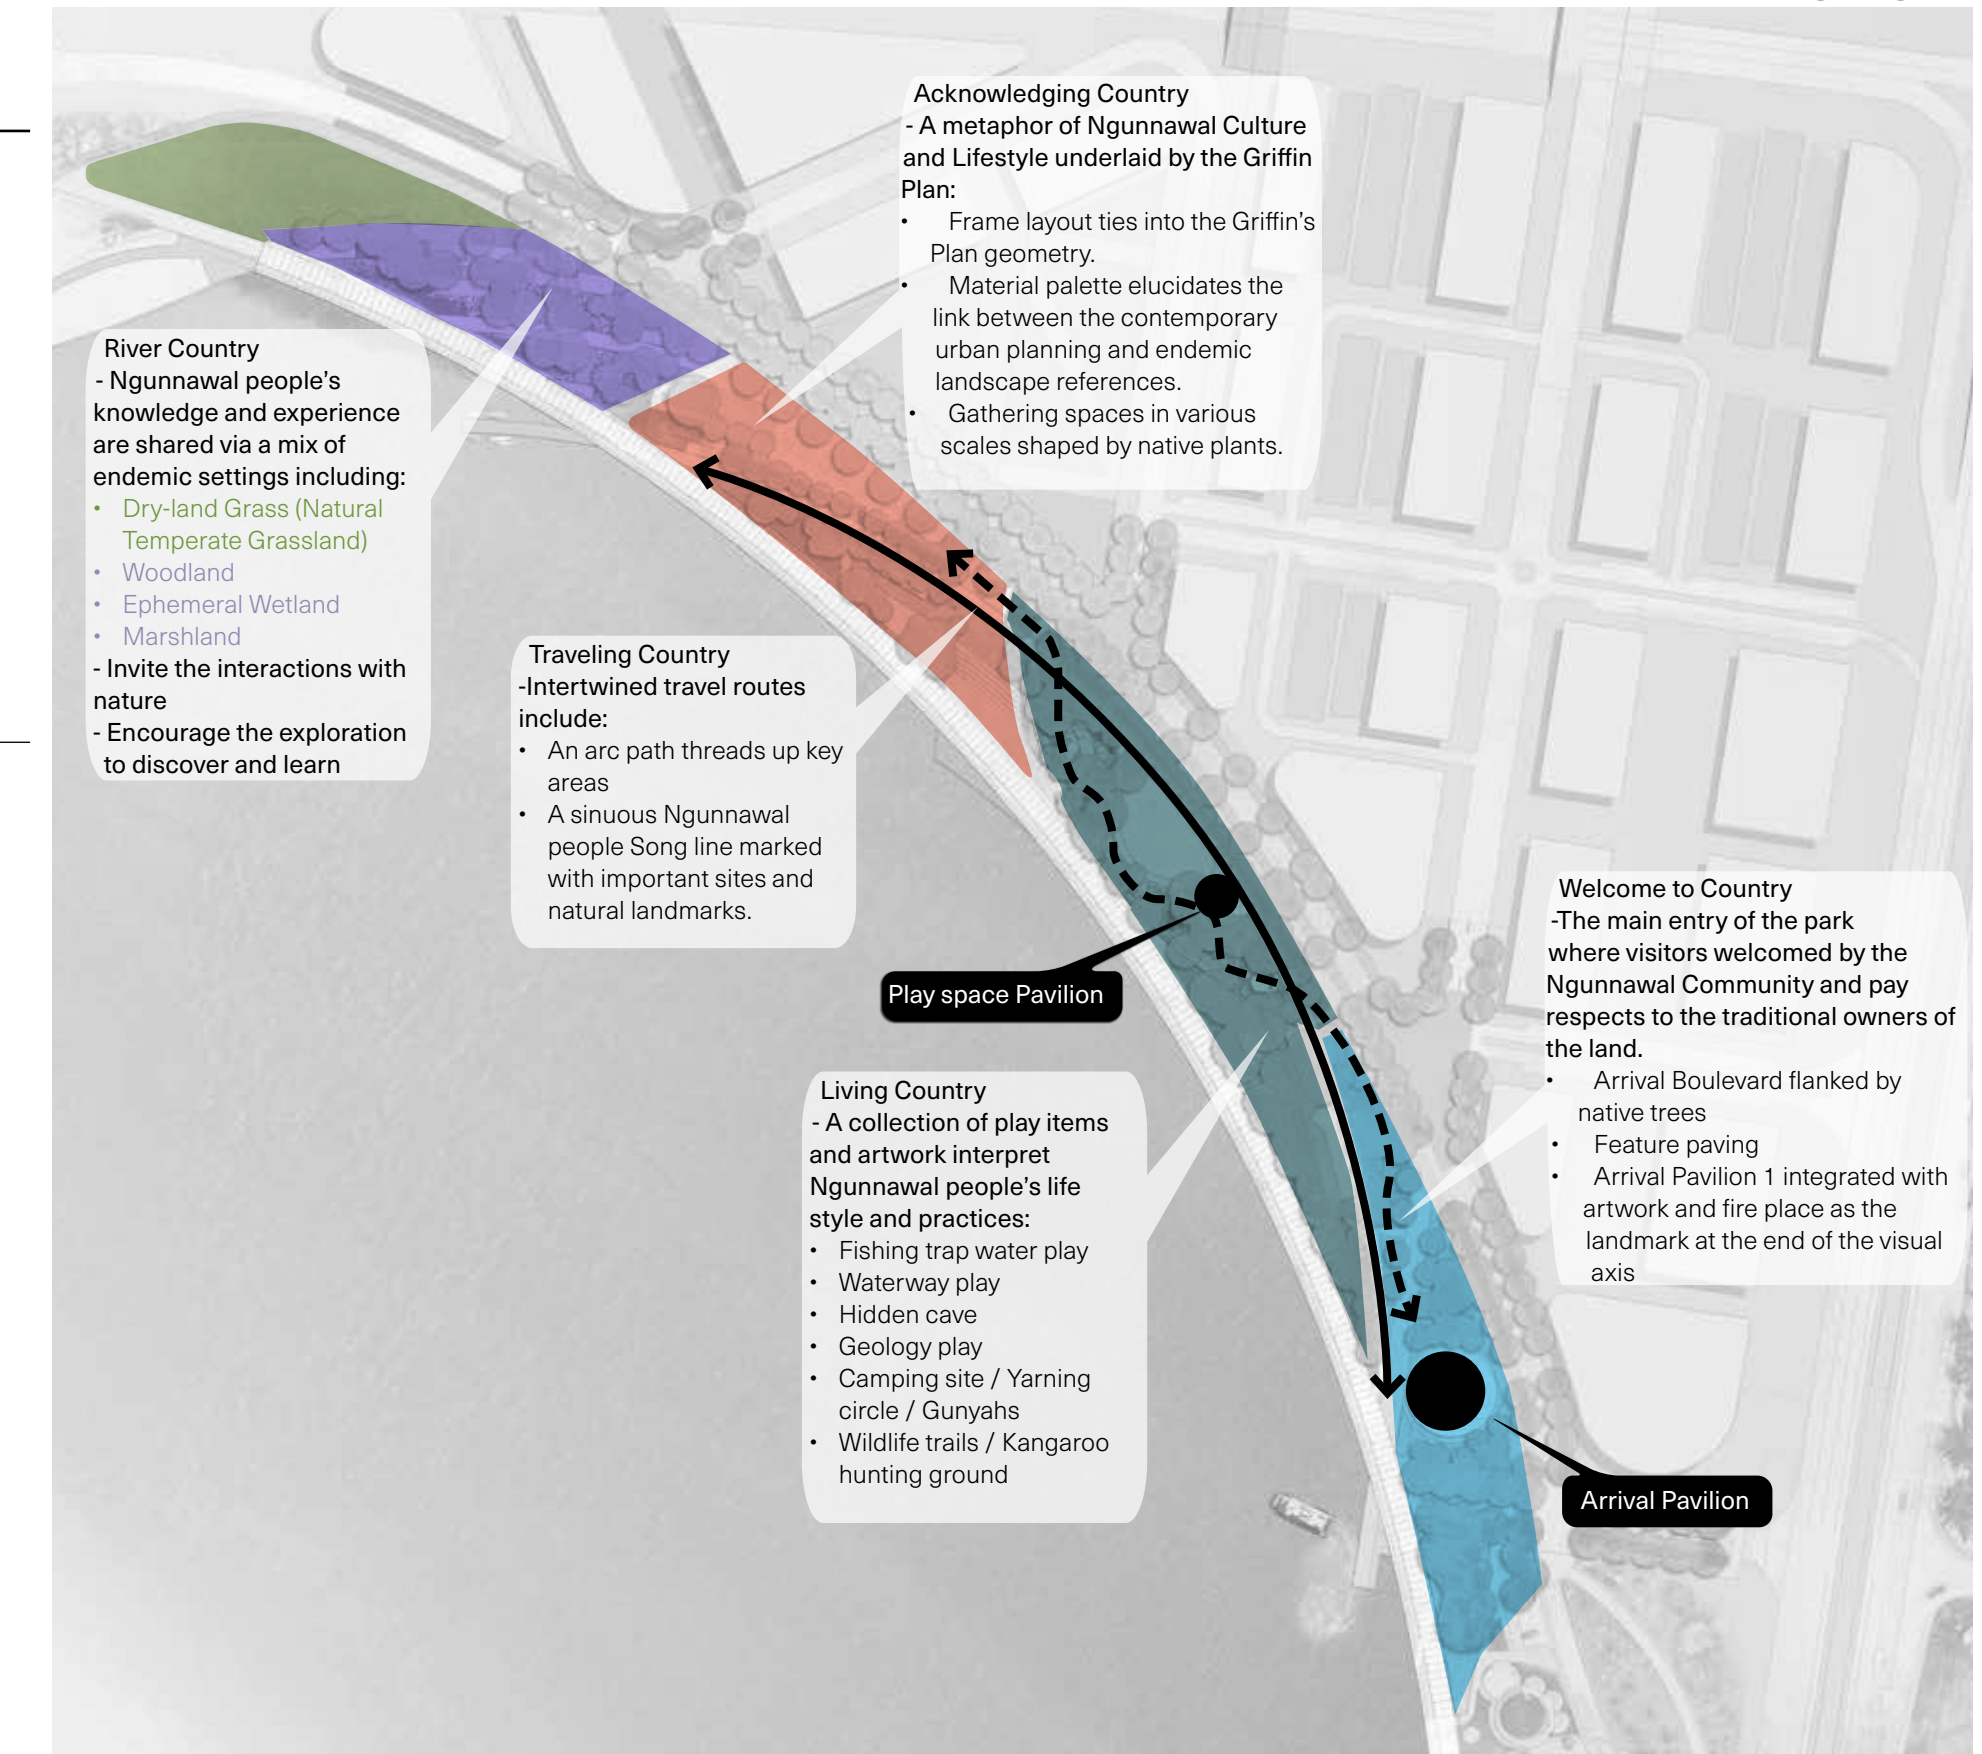 Acknowledging Country
- A metaphor of Ngunnawal Culture
and Lifestyle underlaid by the Griffin
Plan:
• Frame layout ties into the Griffin's
Plan geometry.
• Material palette elucidates the
link between the contemporary
urban planning and endemic
landscape references.
• Gathering spaces in various
scales shaped by native plants.
River Country
- Ngunnawal people's
knowledge and experience
are shared via a mix of
endemic settings including:
• Dry-land Grass (Natural
Temperate Grassland)
• Woodland
• Ephemeral Wetland
• Marshland
- Invite the interactions with
nature
- Encourage the exploration
to discover and learn
Traveling Country
-Intertwined travel routes
include:
• An arc path threads up key
areas
• A sinuous Ngunnawal
people Song line marked
with important sites and
natural landmarks.
Welcome to Country
-The main entry of the park
where visitors welcomed by the
Ngunnawal Community and pay
respects to the traditional owners of
the land.
• Arrival Boulevard flanked by
native trees
• Feature paving
• Arrival Pavilion 1 integrated with
artwork and fire place as the
landmark at the end of the visual
axis
Play space Pavilion
Living Country
- A collection of play items
and artwork interpret
Ngunnawal people's life
style and practices:
• Fishing trap water play
• Waterway play
• Hidden cave
• Geology play
• Camping site / Yarning
circle / Gunyahs
• Wildlife trails / Kangaroo
hunting ground
Arrival Pavilion